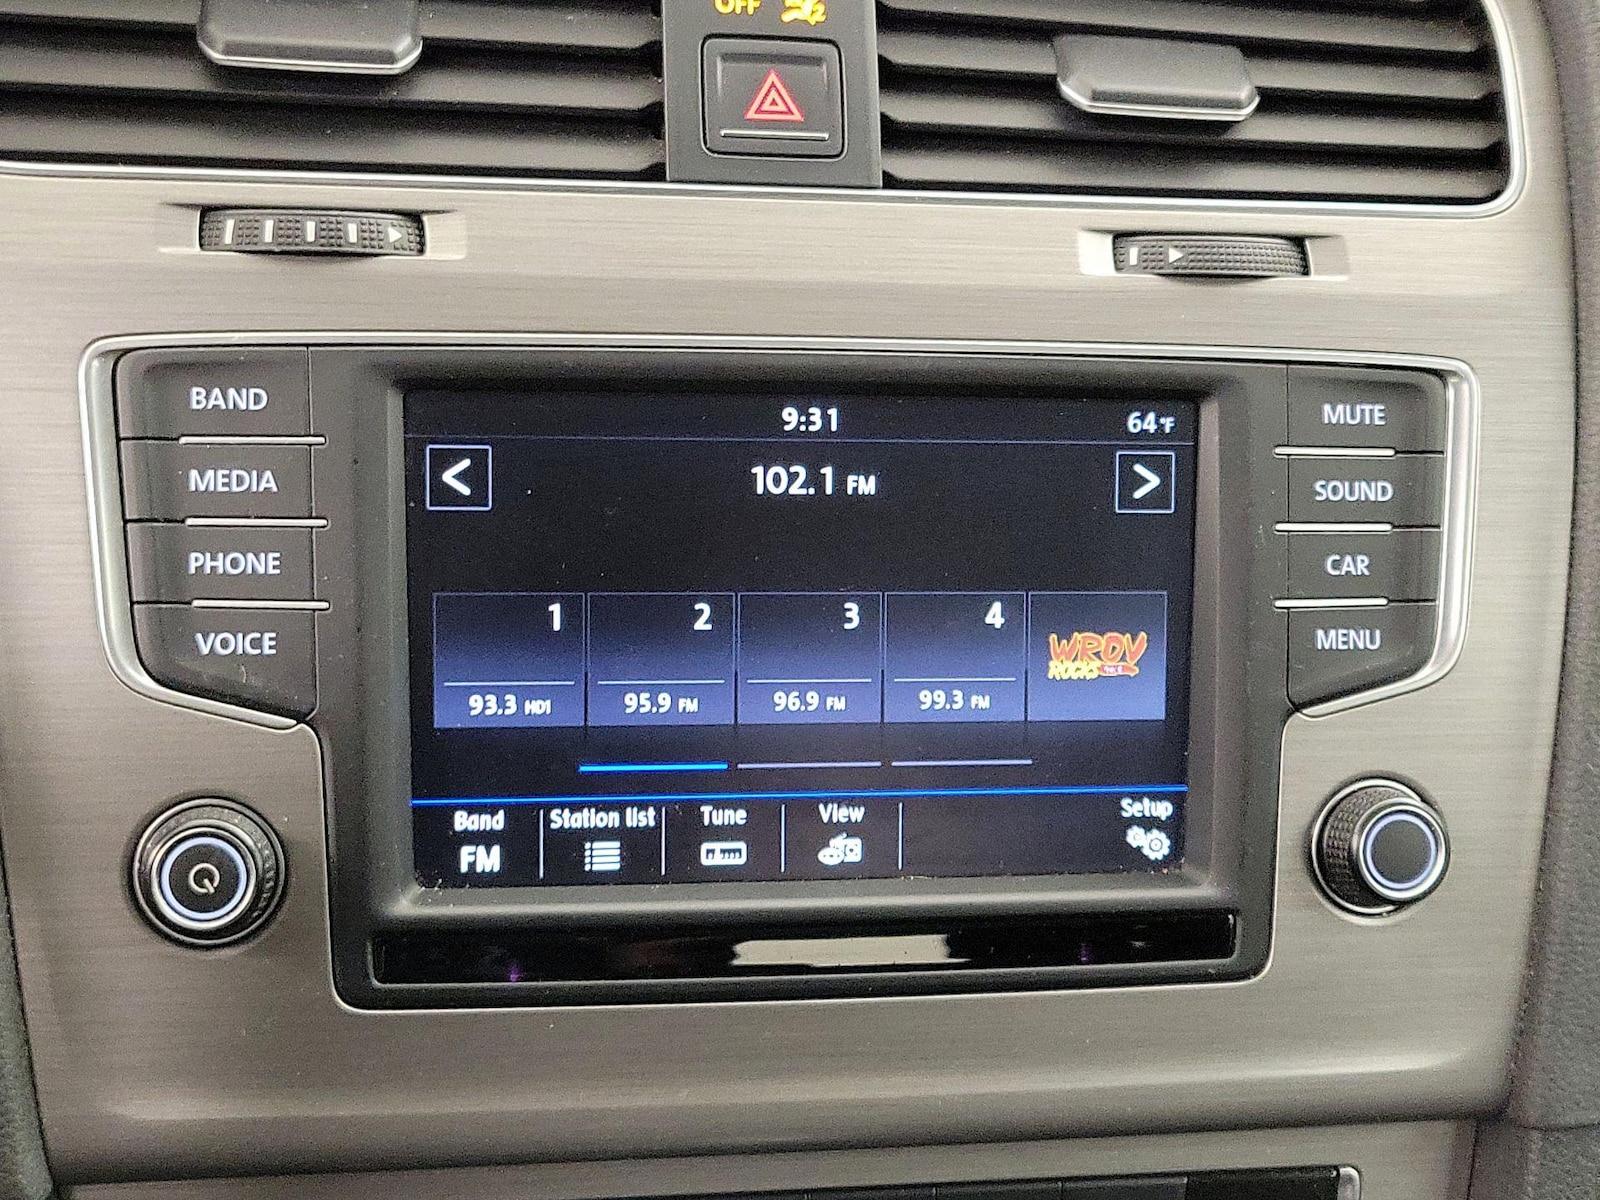 OFF
BAND
MEDIA
PHONE
VOICE
9:31
64°F
<
102.1 FM
>
1
2
3
4
93.3 HD1
95.9 FM
96.9 FM
99.3 FM
WROV
ROCKS
Band
Station list
Tune
View
Setup
FM
MUTE
SOUND
CAR
MENU